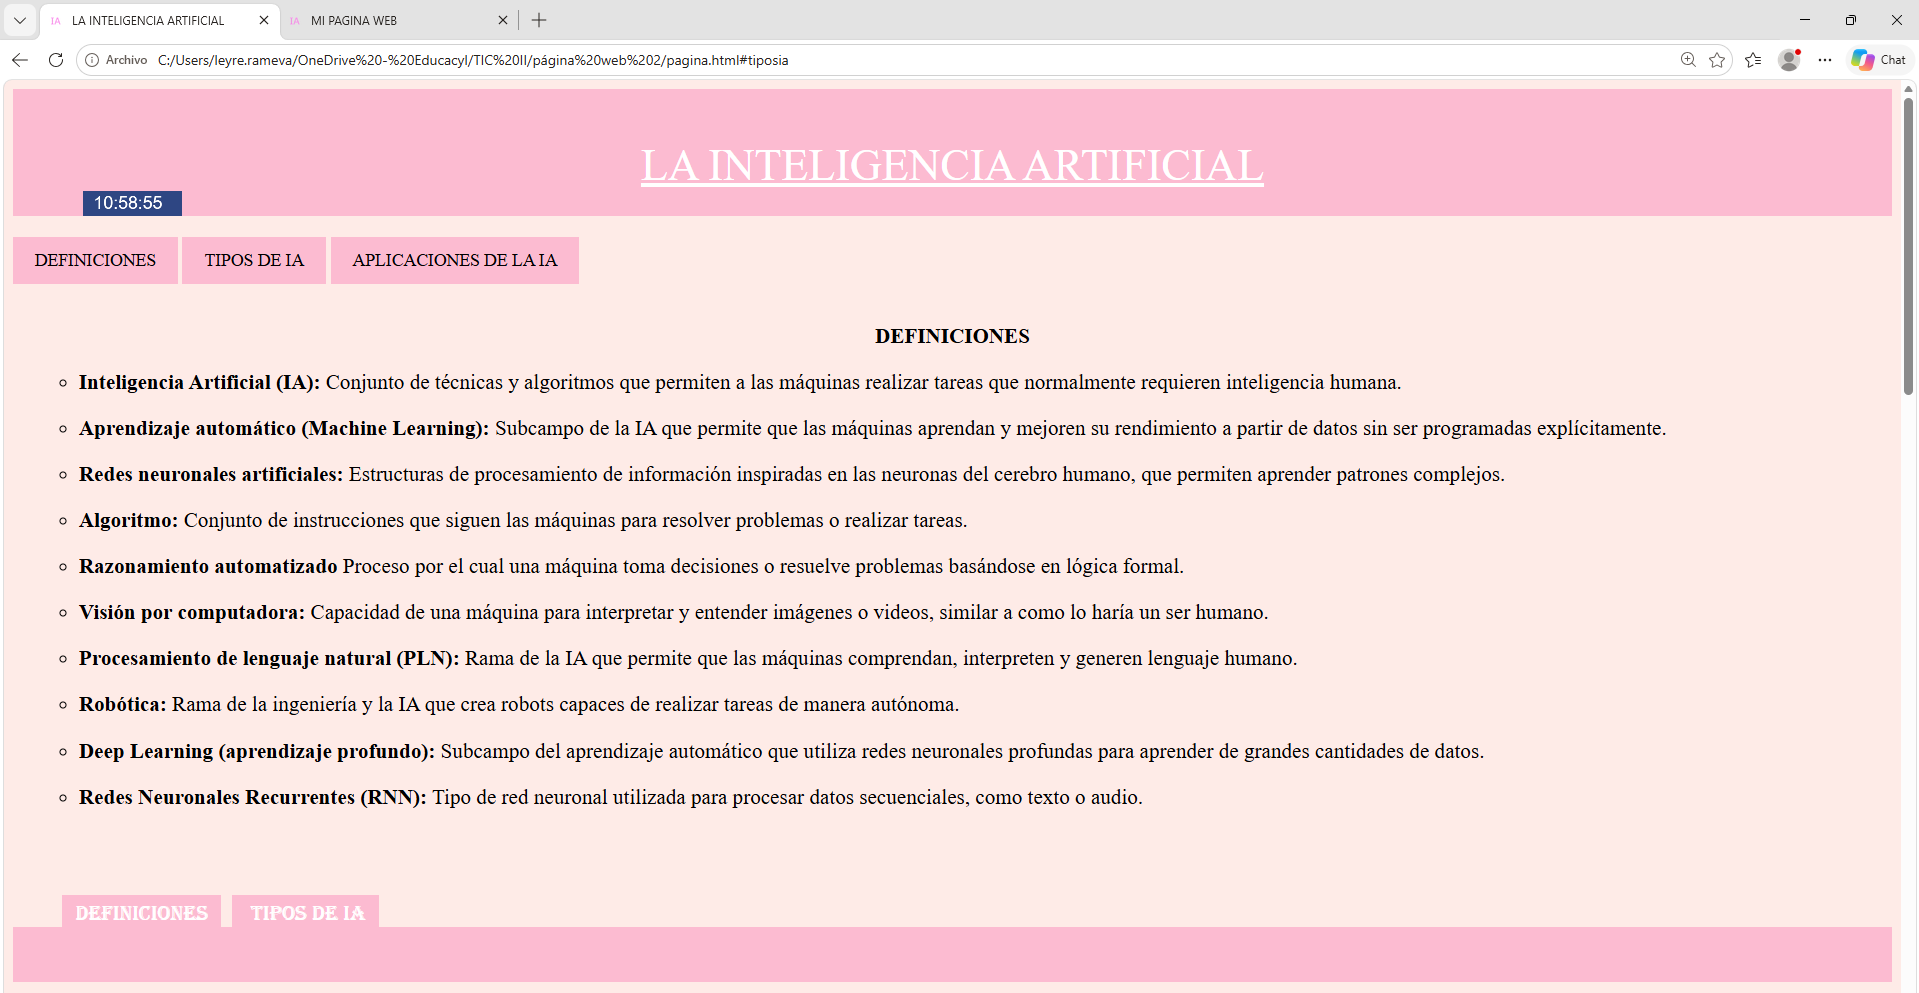 IA LA INTELIGENCIA ARTIFICIAL
IA MI PAGINA WEB
Archivo C:/Users/leyre.rameva/OneDrive%20-%20Educacyl/TIC%20II/página%20web%202/pagina.html#tiposia
Chat
LA INTELIGENCIA ARTIFICIAL
10:58:55
DEFINICIONES TIPOS DE IA APLICACIONES DE LA IA
DEFINICIONES
Inteligencia Artificial (IA): Conjunto de técnicas y algoritmos que permiten a las máquinas realizar tareas que normalmente requieren inteligencia humana.
Aprendizaje automático (Machine Learning): Subcampo de la IA que permite que las máquinas aprendan y mejoren su rendimiento a partir de datos sin ser programadas explícitamente.
Redes neuronales artificiales: Estructuras de procesamiento de información inspiradas en las neuronas del cerebro humano, que permiten aprender patrones complejos.
Algoritmo: Conjunto de instrucciones que siguen las máquinas para resolver problemas o realizar tareas.
Razonamiento automatizado Proceso por el cual una máquina toma decisiones o resuelve problemas basándose en lógica formal.
Visión por computadora: Capacidad de una máquina para interpretar y entender imágenes o videos, similar a como lo haría un ser humano.
Procesamiento de lenguaje natural (PLN): Rama de la IA que permite que las máquinas comprendan, interpreten y generen lenguaje humano.
Robótica: Rama de la ingeniería y la IA que crea robots capaces de realizar tareas de manera autónoma.
Deep Learning (aprendizaje profundo): Subcampo del aprendizaje automático que utiliza redes neuronales profundas para aprender de grandes cantidades de datos.
Redes Neuronales Recurrentes (RNN): Tipo de red neuronal utilizada para procesar datos secuenciales, como texto o audio.
DEFINICIONES TIPOS DE IA